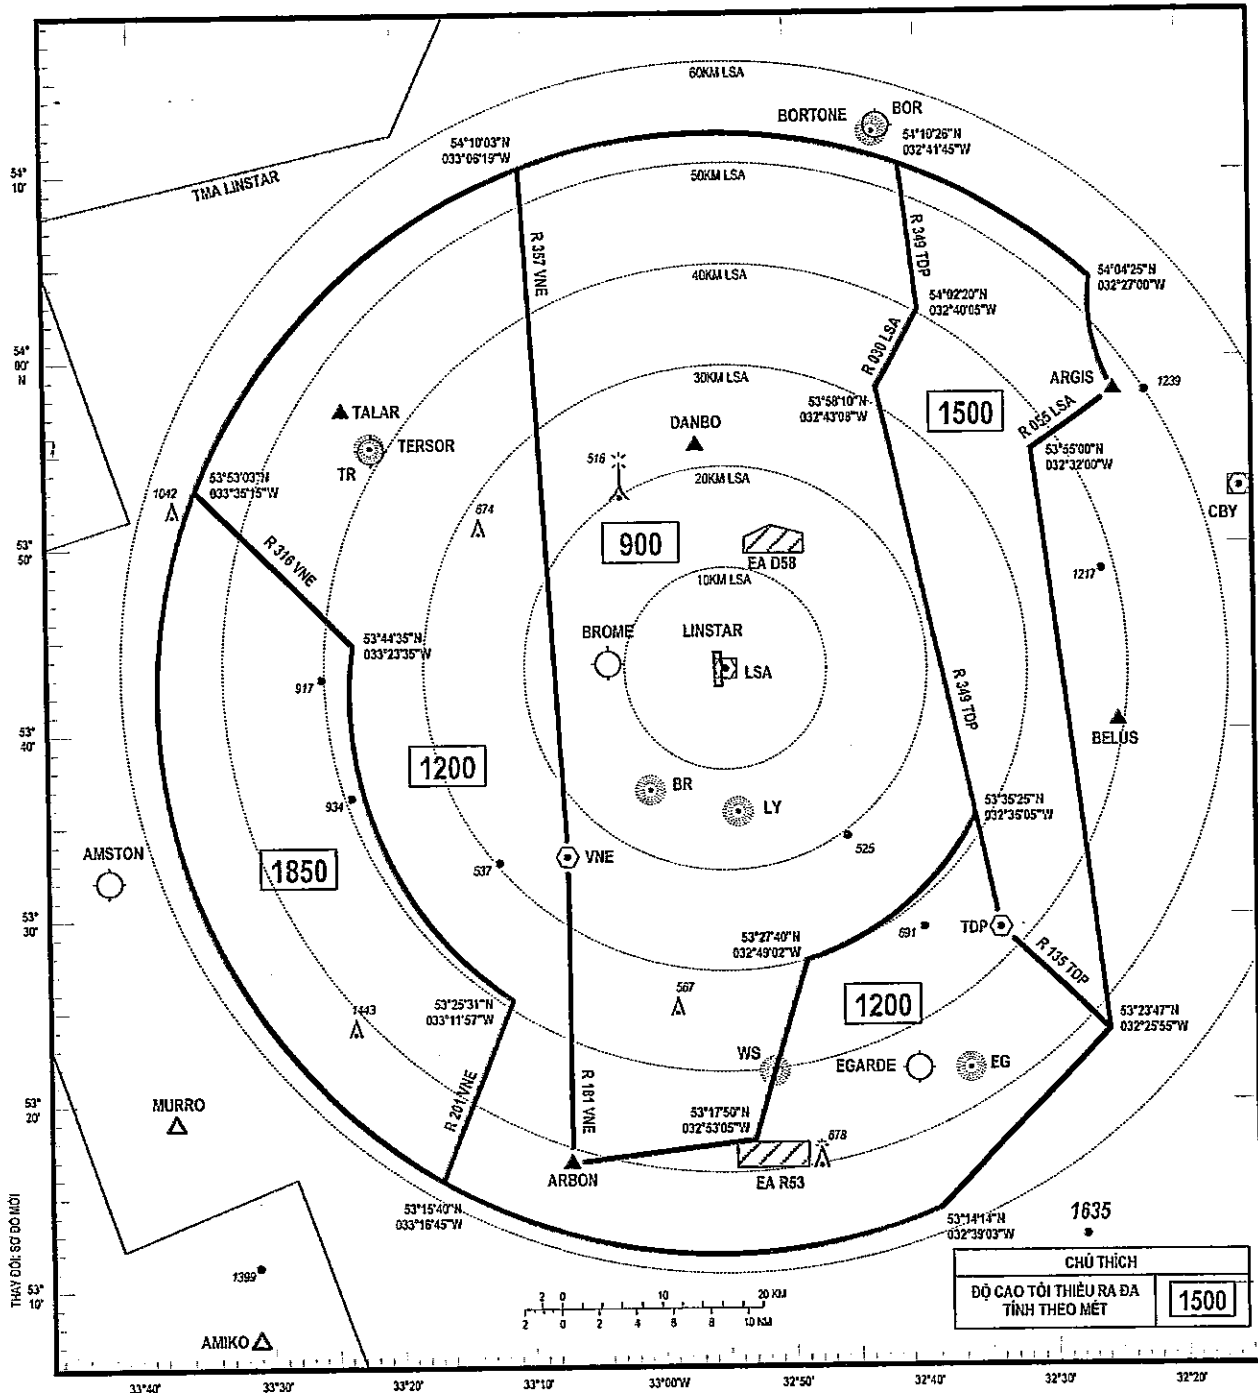 60KM LSA
BOR
BORTONE
54°10'03"N
033°06'19"W
54°10'26"N
032°41'45"W
54°
10'
TMA LINSTAR
50KM LSA
R 357 VNE
R 349 TDP
40KM LSA
54°04'25"N
032°27'00"W
54°02'20"N
032°40'05"W
R 030 LSA
54°
00'
N
30KM LSA
ARGIS
1239
53°58'10"N
032°43'08"W
1500
R 055 LSA
TALAR
TERSOR
TR
DANBO
516
20KM LSA
53°55'00"N
032°32'00"W
53°53'03"N
033°35'15"W
1042
674
CBY
R 316 VNE
900
EA D58
53°
50'
10KM LSA
1217
53°44'35"N
033°23'35"W
BROME
LINSTAR
LSA
917
R 349 TDP
BELUS
53°
40'
1200
934
BR
LY
53°35'25"N
032°35'05"W
525
VNE
537
AMSTON
1850
53°
30'
691
TDP
53°27'40"N
032°49'02"W
R 135 TDP
53°25'31"N
033°11'57"W
567
1200
1443
53°23'47"N
032°25'55"W
WS
EGARDE
EG
R 201 VNE
R 181 VNE
53°
20'
MURRO
53°17'50"N
032°53'05"W
678
ARBON
EA R53
53°15'40"N
033°16'45"W
53°14'14"N
032°39'03"W
1635
THAY ĐỔI: SƠ ĐỒ MỚI
1399
53°
10'
AMIKO
2 0 10 20 KM
2 0 2 4 6 8 10 NM
CHÚ THÍCH
ĐỘ CAO TỐI THIỂU RA ĐA
TÍNH THEO MÉT
1500
33°40' 33°30' 33°20' 33°10' 33°00'W 32°50' 32°40' 32°30' 32°20'